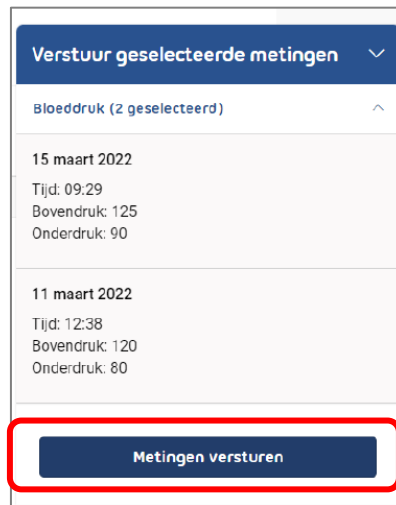 Verstuur geselecteerde metingen
Bloeddruk (2 geselecteerd)
15 maart 2022
Tijd: 09:29
Bovendruk: 125
Onderdruk: 90
11 maart 2022
Tijd: 12:38
Bovendruk: 120
Onderdruk: 80
Metingen versturen